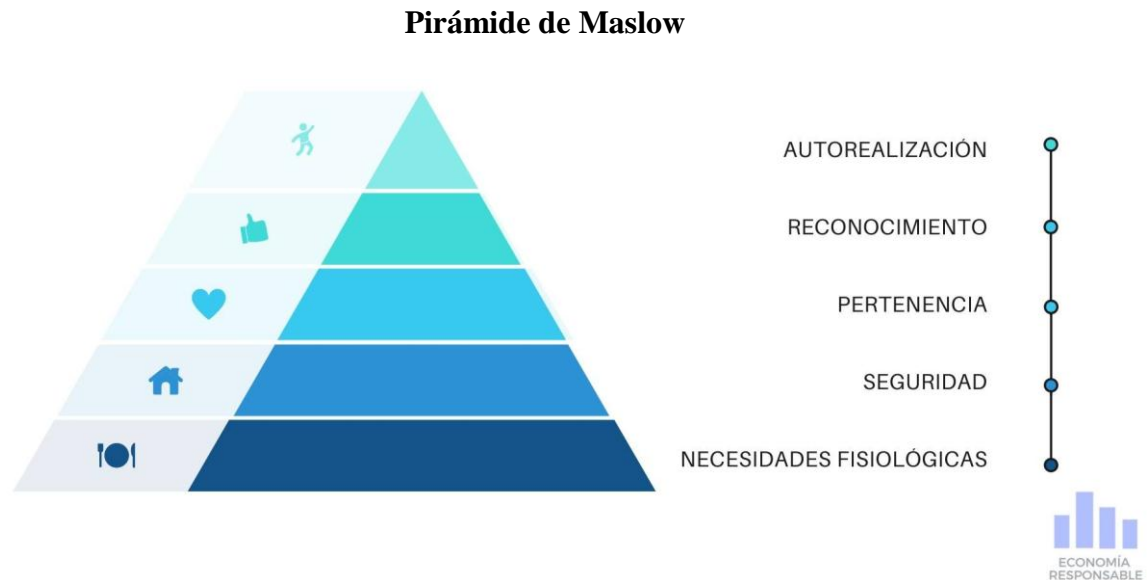 Pirámide de Maslow
AUTOREALIZACIÓN
RECONOCIMIENTO
PERTENENCIA
SEGURIDAD
NECESIDADES FISIOLÓGICAS
ECONOMÍA
RESPONSABLE